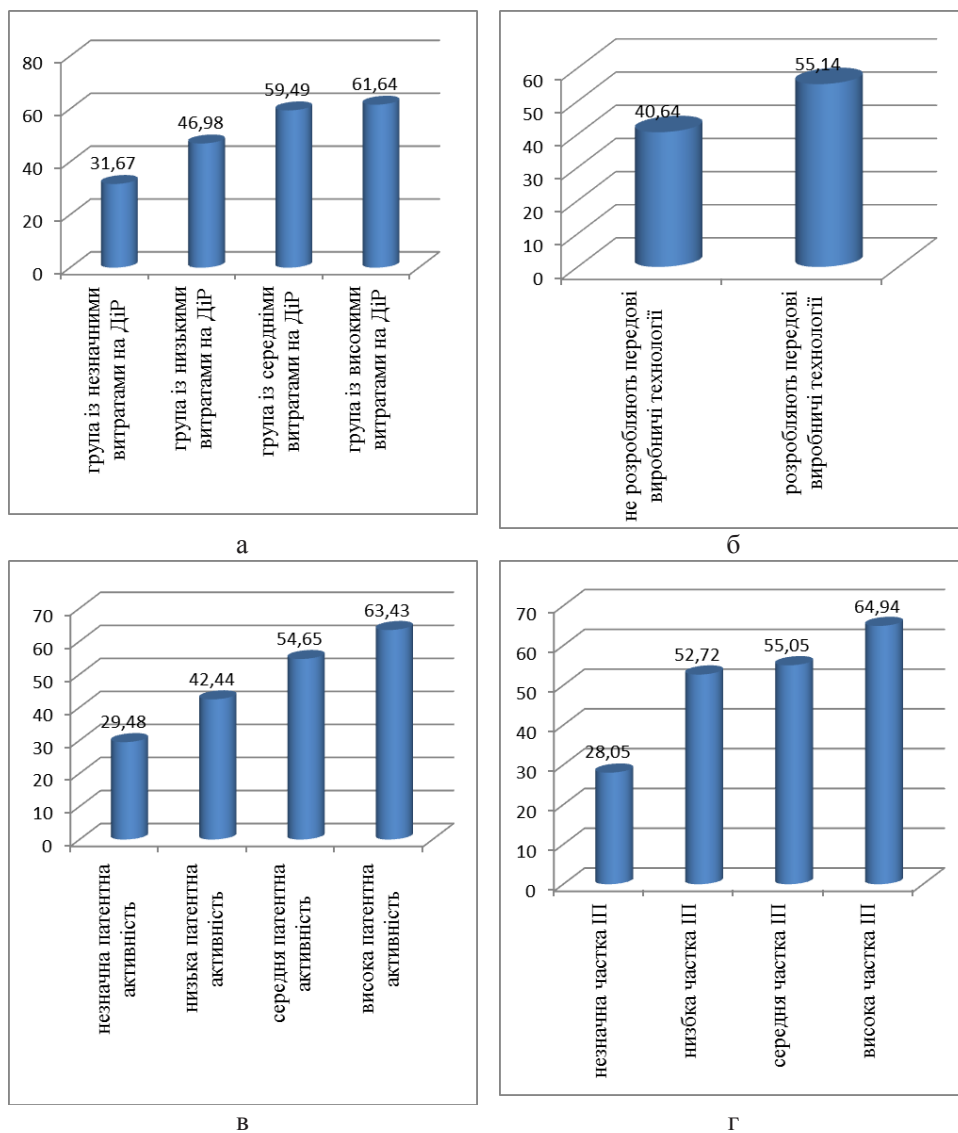 80
60
40
20
0
31,67
46,98
59,49
61,64
група із незначними
витратами на ДіР
група із низькими
витратами на ДіР
група із середніми
витратами на ДіР
група із високими
витратами на ДіР
а
60
50
40
30
20
10
0
40,64
55,14
не розробляють передові
виробничі технології
розробляють передові
виробничі технології
б
70
60
50
40
30
20
10
0
29,48
42,44
54,65
63,43
незначна патентна
активність
низька патентна
активність
середня патентна
активність
висока патентна
активність
в
70
60
50
40
30
20
10
0
28,05
52,72
55,05
64,94
незначна частка ІП
низбка частка ІП
середня частка ІП
висока частка ІП
г